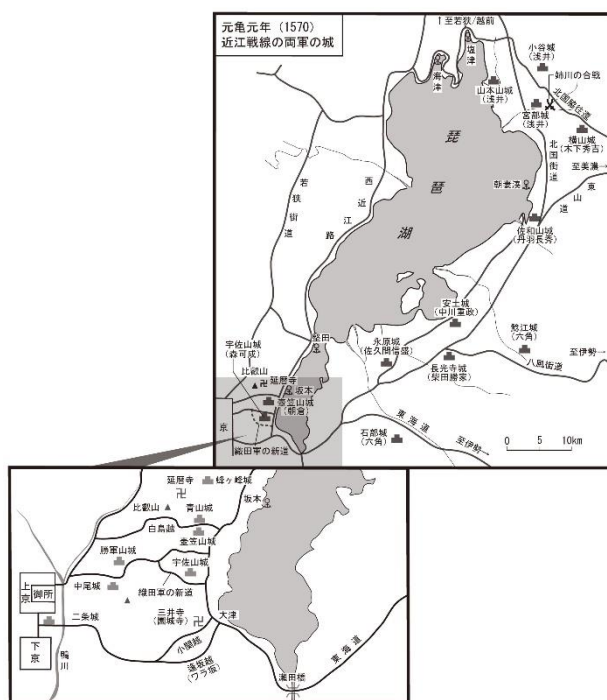 元亀元年（1570）
近江戦線の両軍の城
↑至若狭/越前
塩津
海津
小谷城
（浅井）
姉川の合戦
山本山城
（浅井）
北国脇往還
宮部城
（浅井）
横山城
（木下秀吉）
北国街道
至美濃→
東山道
琵琶湖
朝妻湊
若狭街道
西近江路
佐和山城
（丹羽長秀）
安土城
（中川重政）
鯰江城
（六角）
宇佐山城
（森可成）
堅田
永原城
（佐久間信盛）
至伊勢→
八風街道
長光寺城
（柴田勝家）
比叡山
延暦寺
坂本
壺笠山城
（朝倉）
京
織田軍の新道
東海道
石部城
（六角）
至伊勢→
0 5 10km
延暦寺
蜂ヶ峰城
坂本
比叡山
青山城
白鳥越
壺笠山城
勝軍山城
宇佐山城
上京
御所
中尾城
織田軍の新道
二条城
三井寺
（園城寺）
大津
下京
鴨川
小関越
逢坂越
（ワラ坂）
東海道
瀬田橋